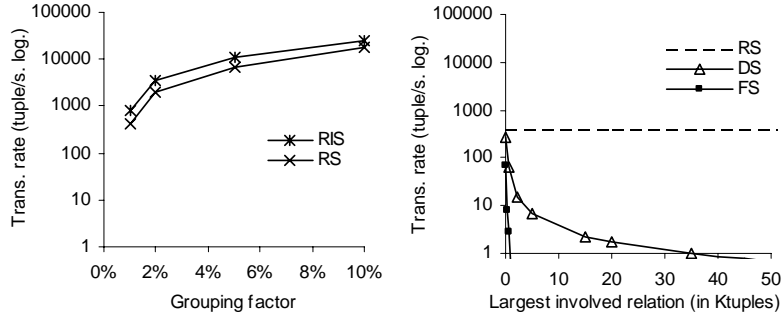 Trans. rate (tuple/s. log.)
100000
10000
1000
100
10
1
RIS
RS
0% 2% 4% 6% 8% 10%
Grouping factor
Trans. rate (tuple/s. log.)
100000
10000
1000
100
10
1
RS
DS
FS
0 10 20 30 40 50
Largest involved relation (in Ktuples)